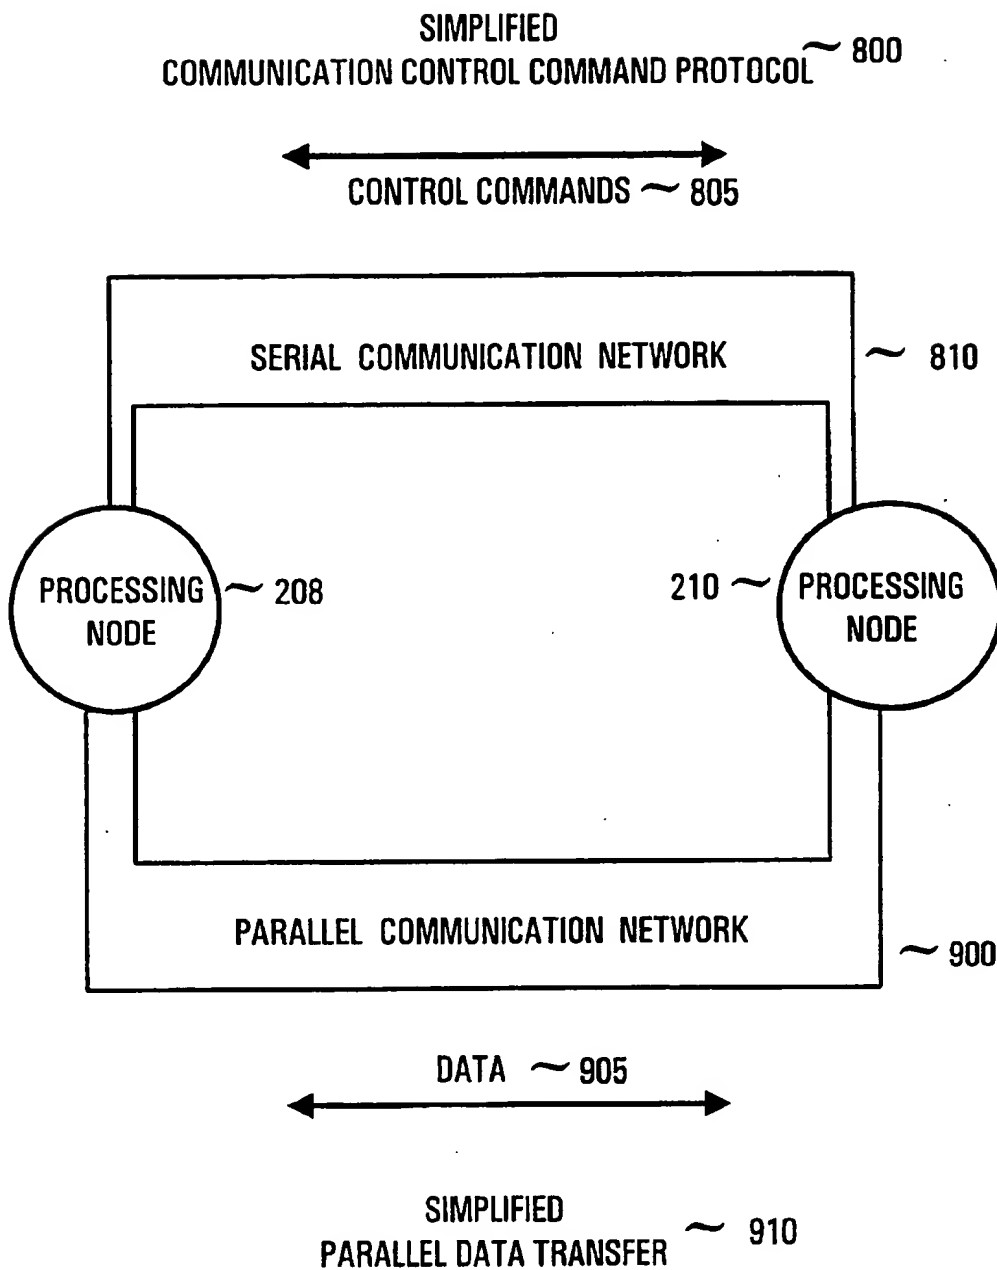 SIMPLIFIED
COMMUNICATION CONTROL COMMAND PROTOCOL ~ 800
CONTROL COMMANDS ~ 805
SERIAL COMMUNICATION NETWORK ~ 810
PROCESSING NODE ~ 208
210 ~ PROCESSING NODE
PARALLEL COMMUNICATION NETWORK ~ 900
DATA ~ 905
SIMPLIFIED
PARALLEL DATA TRANSFER ~ 910